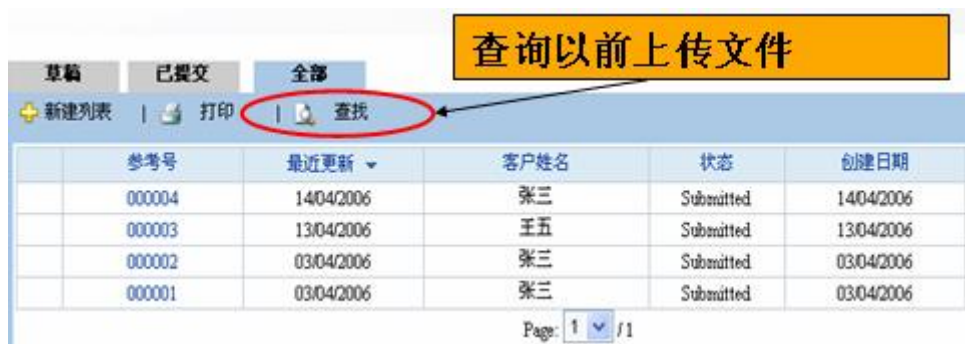 查询以前上传文件
草稿 已提交 全部
新建列表 | 打印 | 查找
参考号 最近更新 客户姓名 状态 创建日期
000004 14/04/2006 张三 Submitted 14/04/2006
000003 13/04/2006 王五 Submitted 13/04/2006
000002 03/04/2006 张三 Submitted 03/04/2006
000001 03/04/2006 张三 Submitted 03/04/2006
Page: 1 / 1